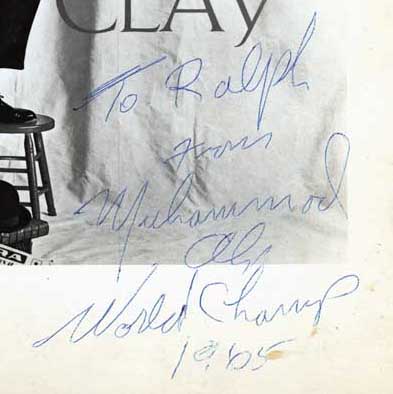 CLAY
To Ralph
from
Muhammad
Ali
World Champ
1965